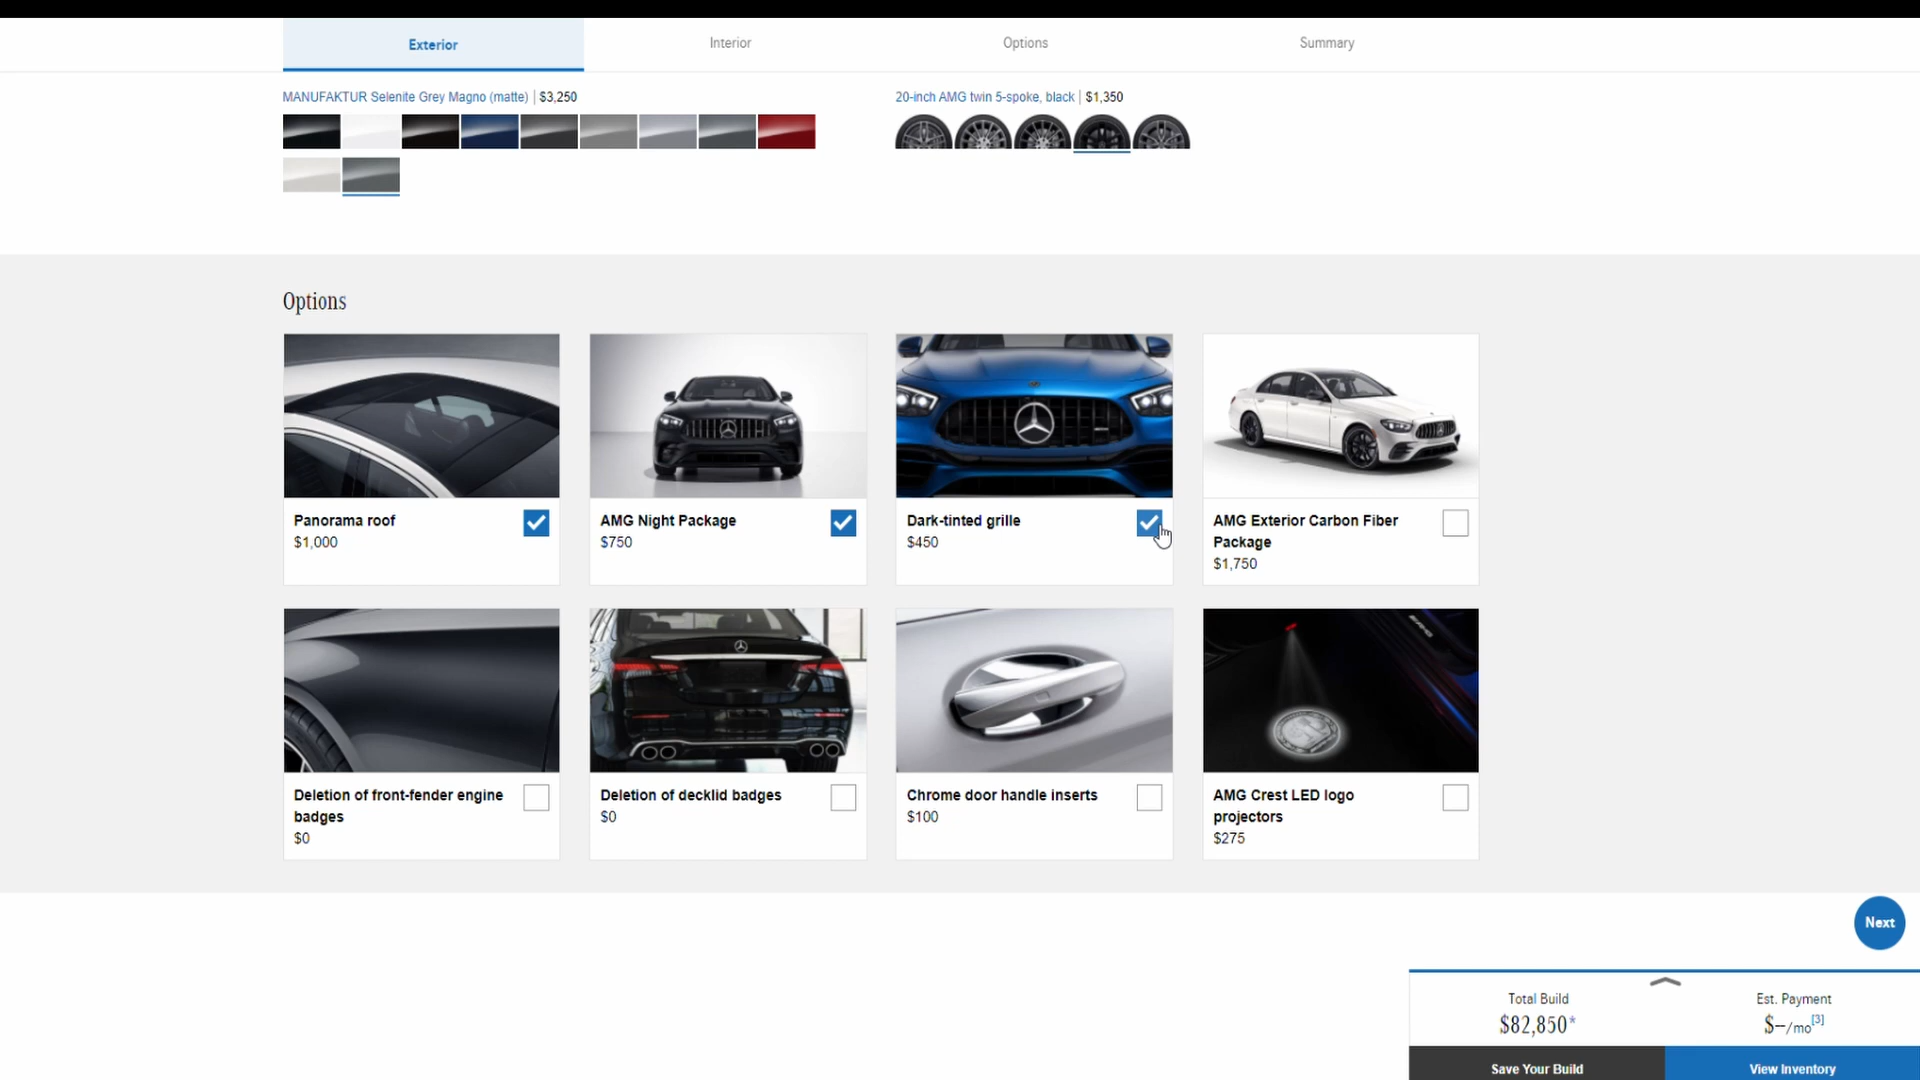 Exterior
Interior
Options
Summary
MANUFAKTUR Selenite Grey Magno (matte) | $3,250
20-inch AMG twin 5-spoke, black | $1,350
Options
Panorama roof
$1,000
AMG Night Package
$750
Dark-tinted grille
$450
AMG Exterior Carbon Fiber
Package
$1,750
Deletion of front-fender engine
badges
$0
Deletion of decklid badges
$0
Chrome door handle inserts
$100
AMG Crest LED logo
projectors
$275
Next
Total Build
$82,850*
Est. Payment
$–/mo[3]
Save Your Build
View Inventory